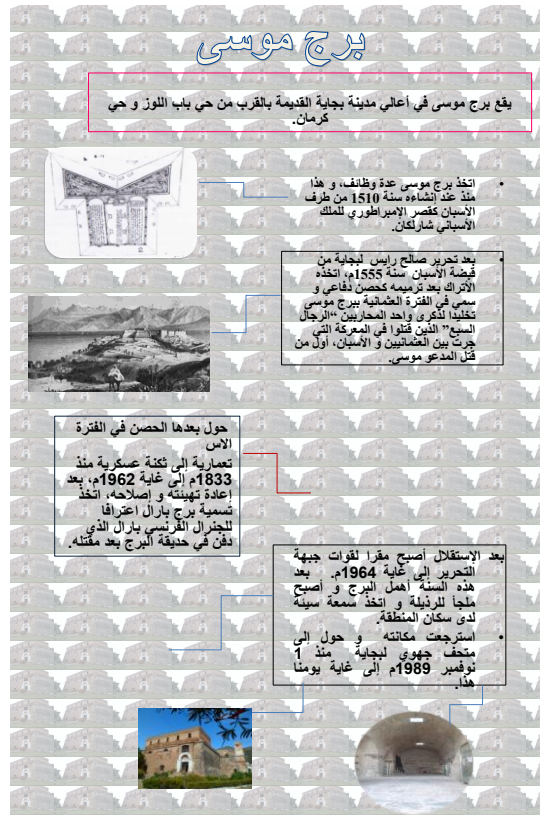 برج موسى
يقع برج موسى في أعالي مدينة بجاية القديمة بالقرب من حي باب اللوز و حي
كرمان.
• اتخذ برج موسى عدة وظائف، و هذا
منذ عند إنشاءه سنة 1510 من طرف
الأسبان كقصر الإمبراطوري للملك
الأسباني شارلكان.
• بعد تحرير صالح رايس لبجاية من
قبضة الأسبان سنة 1555م، اتخذه
الأتراك بعد ترميمه كحصن دفاعي و
سمي في الفترة العثمانية ببرج موسى
تخليدا لذكرى واحد المحاربين “الرجال
السبع” الذين قتلوا في المعركة التي
جرت بين العثمانيين و الأسبان، أول من
قتل المدعو موسى.
حول بعدها الحصن في الفترة
الاس
تعمارية إلى ثكنة عسكرية منذ
1833م إلى غاية 1962م، بعد
إعادة تهيئته و إصلاحه، اتخذ
تسمية برج بارال اعترافا
للجنرال الفرنسي بارال الذي
دفن في حديقة البرج بعد مقتله.
بعد الإستقلال أصبح مقرا لقوات جبهة
التحرير إلى غاية 1964م. بعد
هذه السنة أهمل البرج و أصبح
ملجأ للرذيلة و اتخذ سمعة سيئة
لدى سكان المنطقة.
• استرجعت مكانته و حول إلى
متحف جهوي لبجاية منذ 1
نوفمبر 1989م إلى غاية يومنا
هذا.